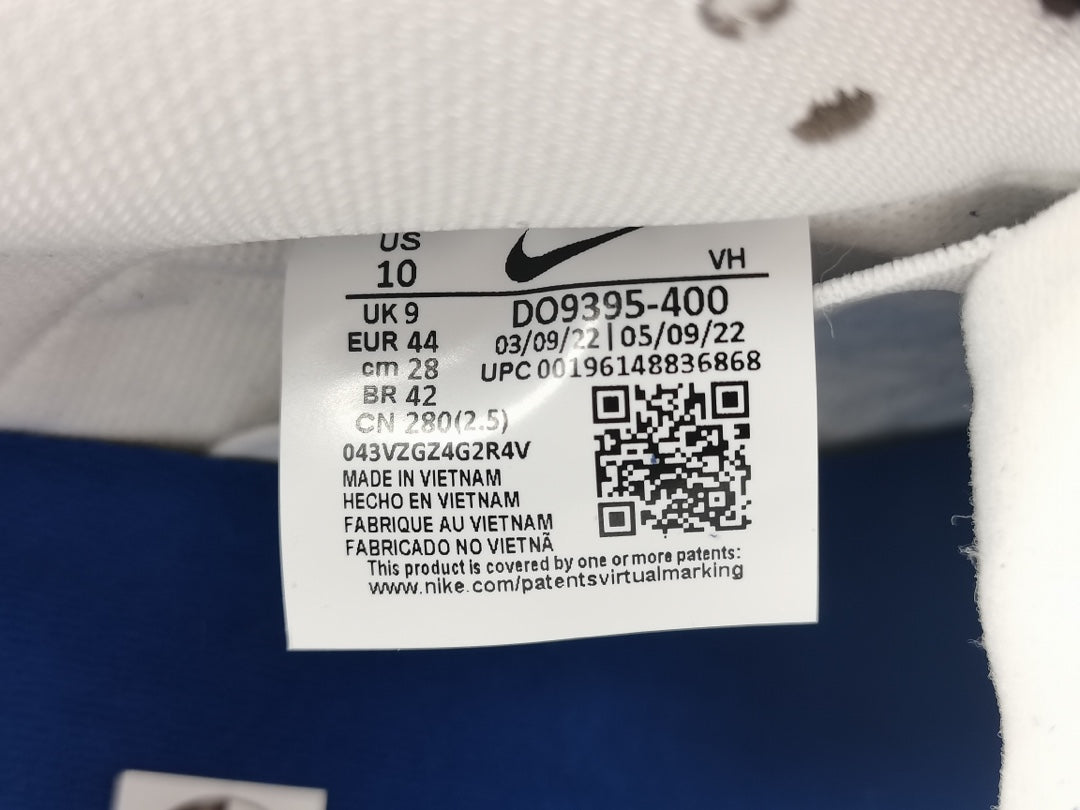 US
10
VH
UK 9
DO9395-400
EUR 44
03/09/22 | 05/09/22
cm 28
UPC 00196148836868
BR 42
CN 280(2.5)
043VZGZ4G2R4V
MADE IN VIETNAM
HECHO EN VIETNAM
FABRIQUE AU VIETNAM
FABRICADO NO VIETNÃ
This product is covered by one or more patents:
www.nike.com/patentsvirtualmarking